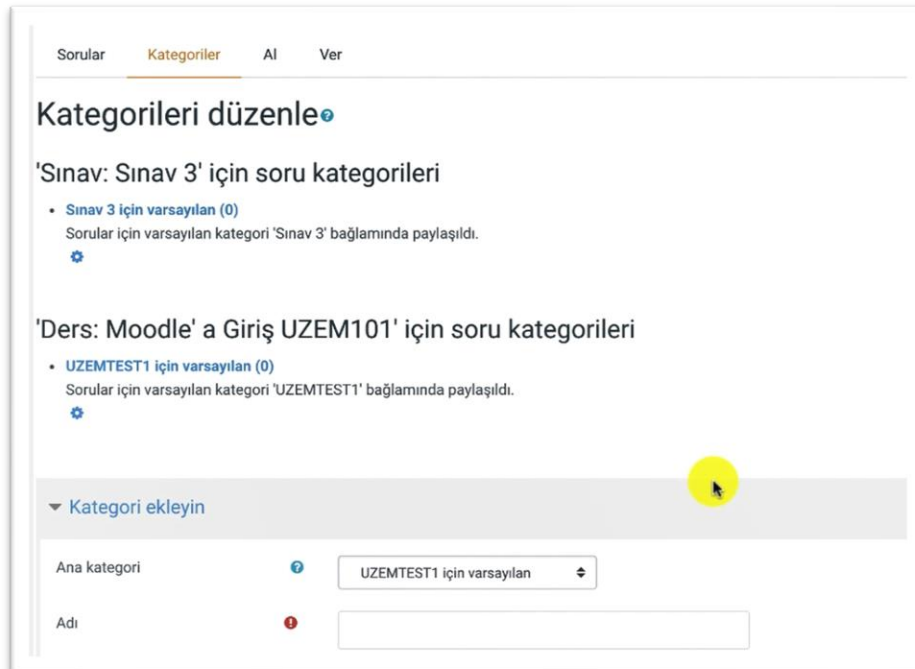 Sorular Kategoriler Al Ver
Kategorileri düzenle
'Sınav: Sınav 3' için soru kategorileri
Sınav 3 için varsayılan (0)
Sorular için varsayılan kategori 'Sınav 3' bağlamında paylaşıldı.
'Ders: Moodle' a Giriş UZEM101' için soru kategorileri
UZEMTEST1 için varsayılan (0)
Sorular için varsayılan kategori 'UZEMTEST1' bağlamında paylaşıldı.
Kategori ekleyin
Ana kategori UZEMTEST1 için varsayılan
Adı